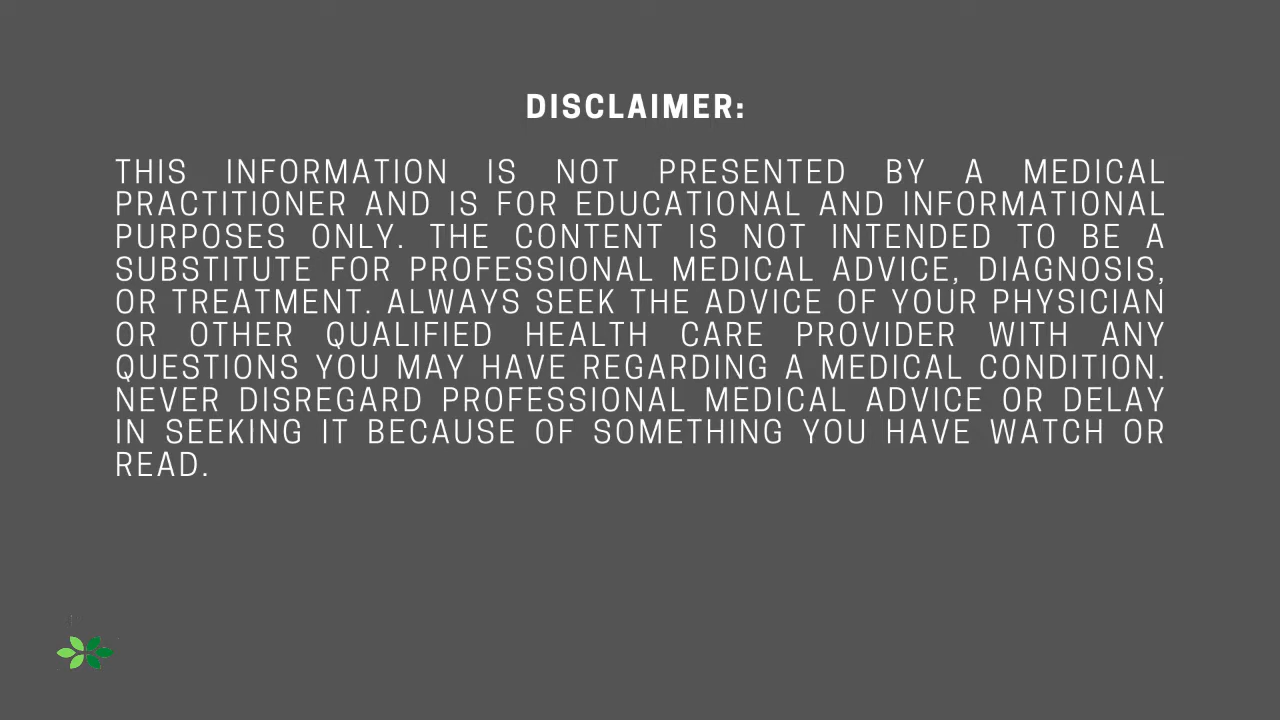 DISCLAIMER:
THIS INFORMATION IS NOT PRESENTED BY A MEDICAL
PRACTITIONER AND IS FOR EDUCATIONAL AND INFORMATIONAL
PURPOSES ONLY. THE CONTENT IS NOT INTENDED TO BE A
SUBSTITUTE FOR PROFESSIONAL MEDICAL ADVICE, DIAGNOSIS,
OR TREATMENT. ALWAYS SEEK THE ADVICE OF YOUR PHYSICIAN
OR OTHER QUALIFIED HEALTH CARE PROVIDER WITH ANY
QUESTIONS YOU MAY HAVE REGARDING A MEDICAL CONDITION.
NEVER DISREGARD PROFESSIONAL MEDICAL ADVICE OR DELAY
IN SEEKING IT BECAUSE OF SOMETHING YOU HAVE WATCH OR
READ.